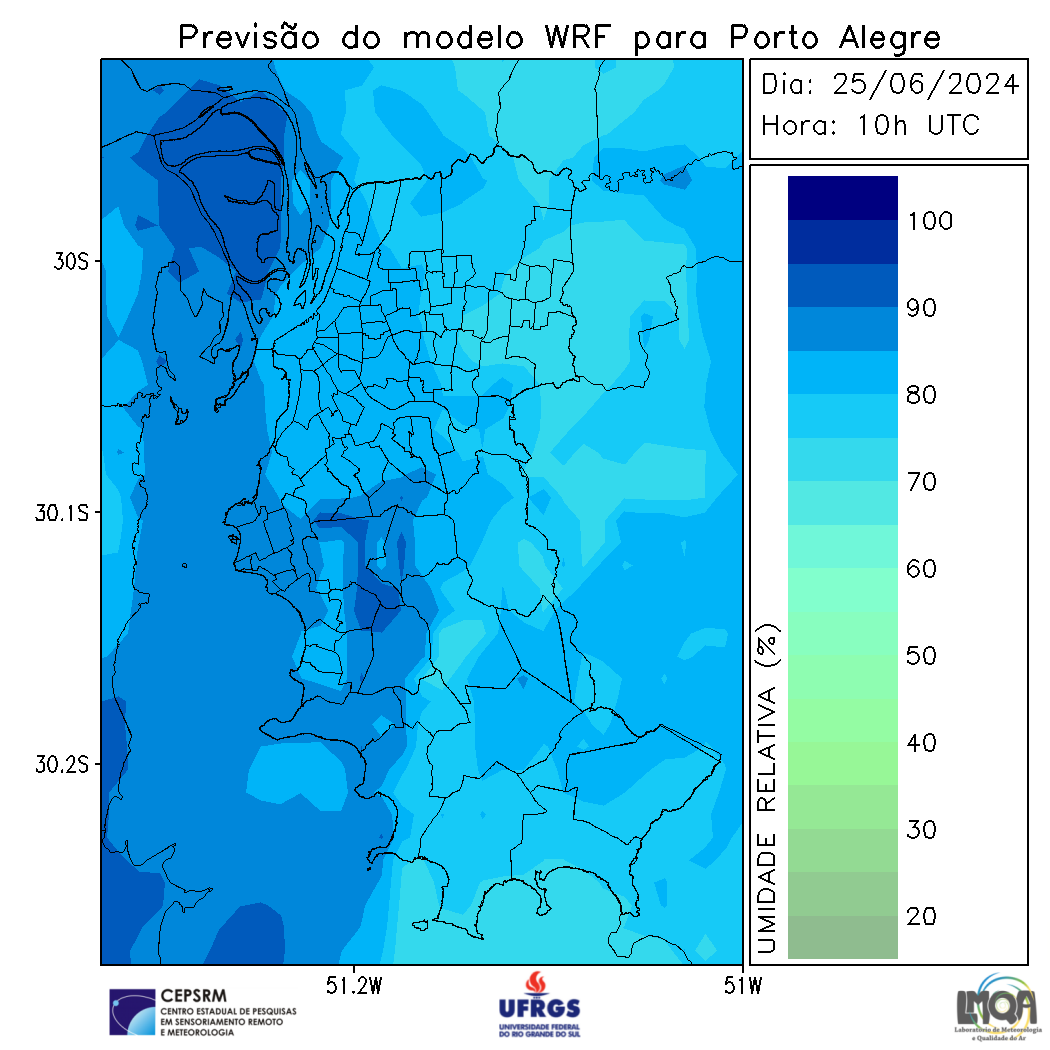 Previsão do modelo WRF para Porto Alegre
Dia: 25/06/2024
Hora: 10h UTC
100
90
80
70
60
50
40
30
20
UMIDADE RELATIVA (%)
30S
30.1S
30.2S
51.2W
51W
CEPSRM
CENTRO ESTADUAL DE PESQUISAS
EM SENSORIAMENTO REMOTO
E METEOROLOGIA
UFRGS
UNIVERSIDADE FEDERAL
DO RIO GRANDE DO SUL
LMQA
Laboratório de Meteorologia
e Qualidade do Ar